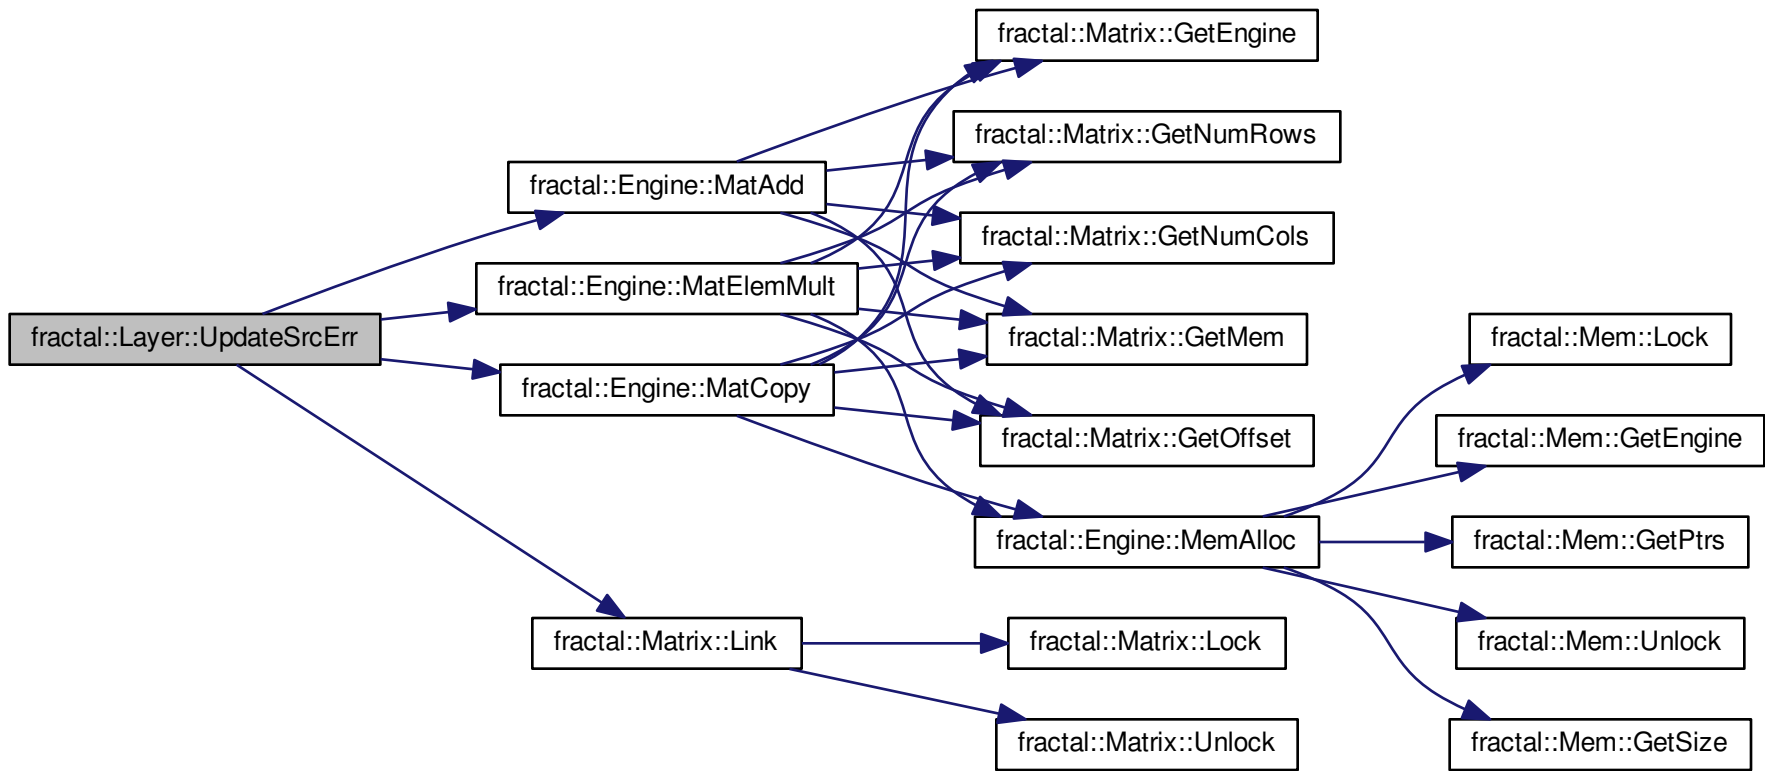 fractal::Layer::UpdateSrcErr
fractal::Engine::MatAdd
fractal::Engine::MatElemMult
fractal::Engine::MatCopy
fractal::Matrix::Link
fractal::Matrix::GetEngine
fractal::Matrix::GetNumRows
fractal::Matrix::GetNumCols
fractal::Matrix::GetMem
fractal::Matrix::GetOffset
fractal::Engine::MemAlloc
fractal::Matrix::Lock
fractal::Matrix::Unlock
fractal::Mem::Lock
fractal::Mem::GetEngine
fractal::Mem::GetPtrs
fractal::Mem::Unlock
fractal::Mem::GetSize